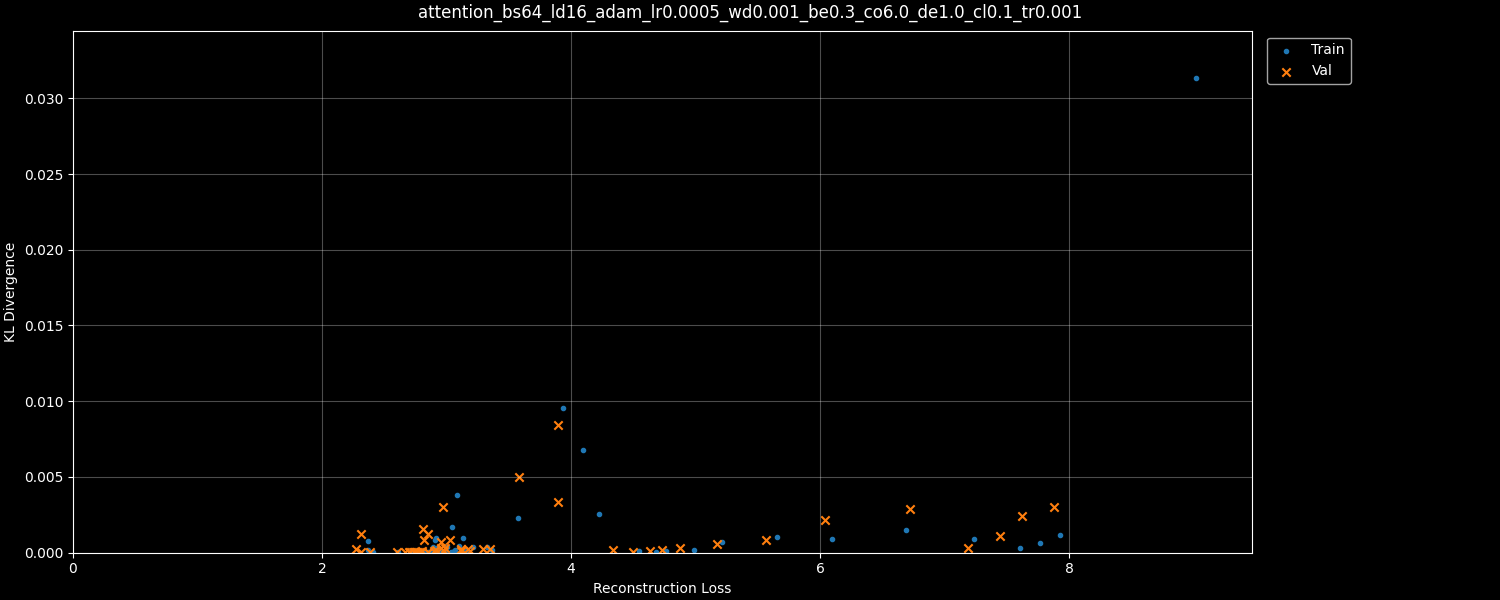 attention_bs64_ld16_adam_lr0.0005_wd0.001_be0.3_co6.0_de1.0_cl0.1_tr0.001
Train
Val
KL Divergence
0.030
0.025
0.020
0.015
0.010
0.005
0.000
0 2 4 6 8
Reconstruction Loss